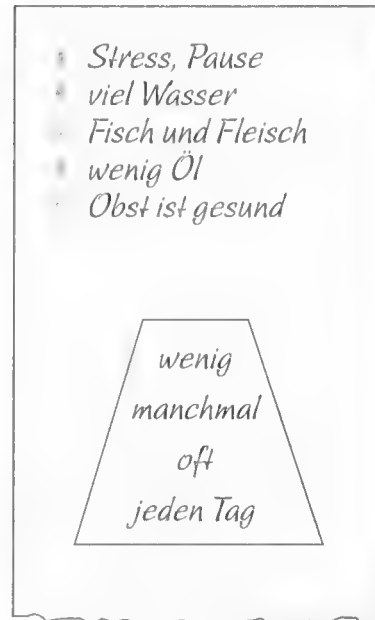 Stress, Pause
viel Wasser
Fisch und Fleisch
wenig Öl
Obst ist gesund
wenig
manchmal
oft
jeden Tag